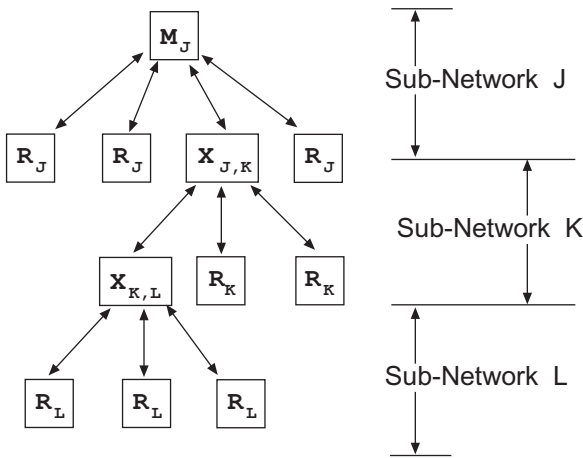 M_J
Sub-Network J
R_J R_J X_J,K R_J
Sub-Network K
X_K,L R_K R_K
Sub-Network L
R_L R_L R_L